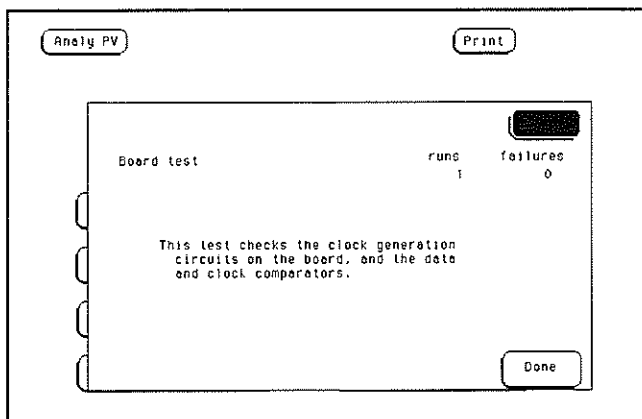 Analy PV Print
Board test runs failures
1 0
This test checks the clock generation
circuits on the board, and the data
and clock comparators.
Done